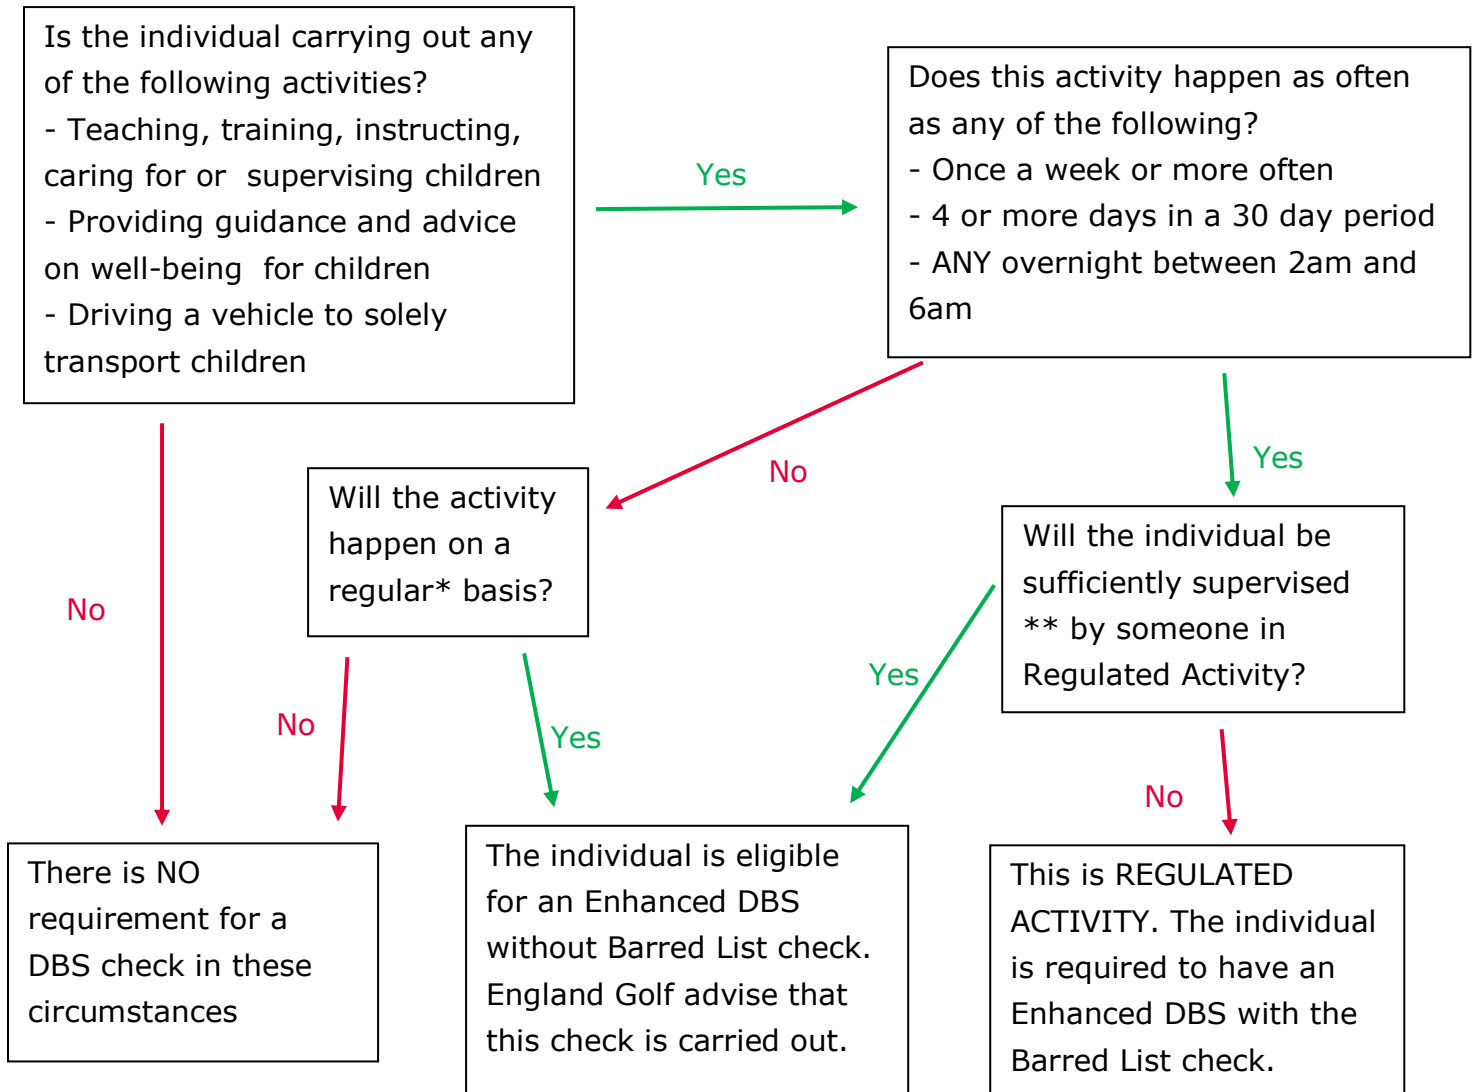 Is the individual carrying out any
of the following activities?
- Teaching, training, instructing,
caring for or supervising children
- Providing guidance and advice
on well-being for children
- Driving a vehicle to solely
transport children
Yes
Does this activity happen as often
as any of the following?
- Once a week or more often
- 4 or more days in a 30 day period
- ANY overnight between 2am and
6am
No
Yes
No
Will the activity
happen on a
regular* basis?
Will the individual be
sufficiently supervised
** by someone in
Regulated Activity?
No
Yes
Yes
No
There is NO
requirement for a
DBS check in these
circumstances
The individual is eligible
for an Enhanced DBS
without Barred List check.
England Golf advise that
this check is carried out.
This is REGULATED
ACTIVITY. The individual
is required to have an
Enhanced DBS with the
Barred List check.